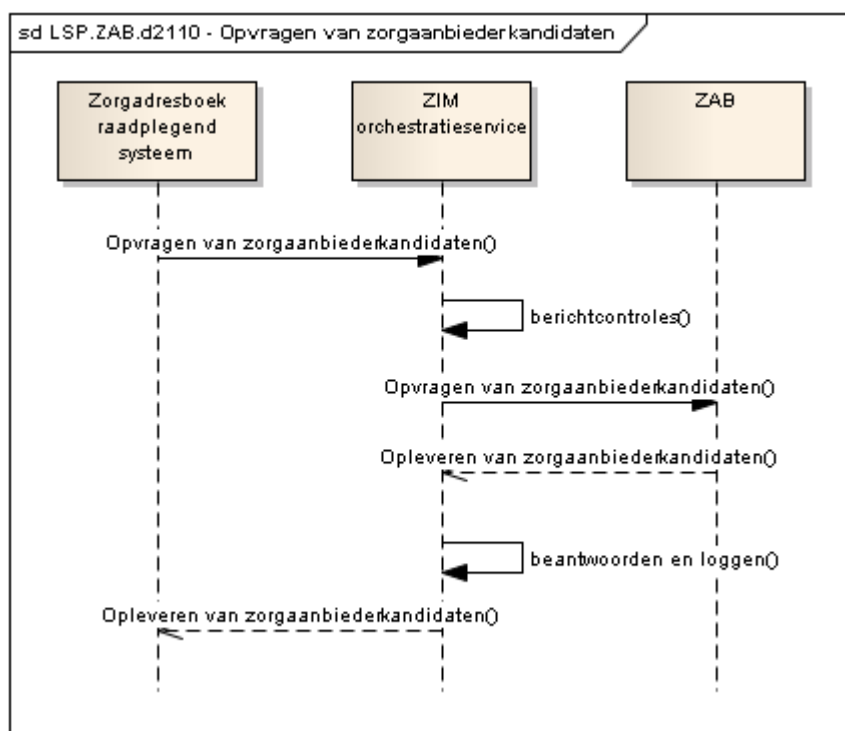 sd LSP.ZAB.d2110 - Opvragen van zorgaanbiederkandidaten
Zorgadresboek
raadplegend
systeem
ZIM
orchestratieservice
ZAB
Opvragen van zorgaanbiederkandidaten()
berichtcontroles()
Opvragen van zorgaanbiederkandidaten()
Opleveren van zorgaanbiederkandidaten()
beantwoorden en loggen()
Opleveren van zorgaanbiederkandidaten()